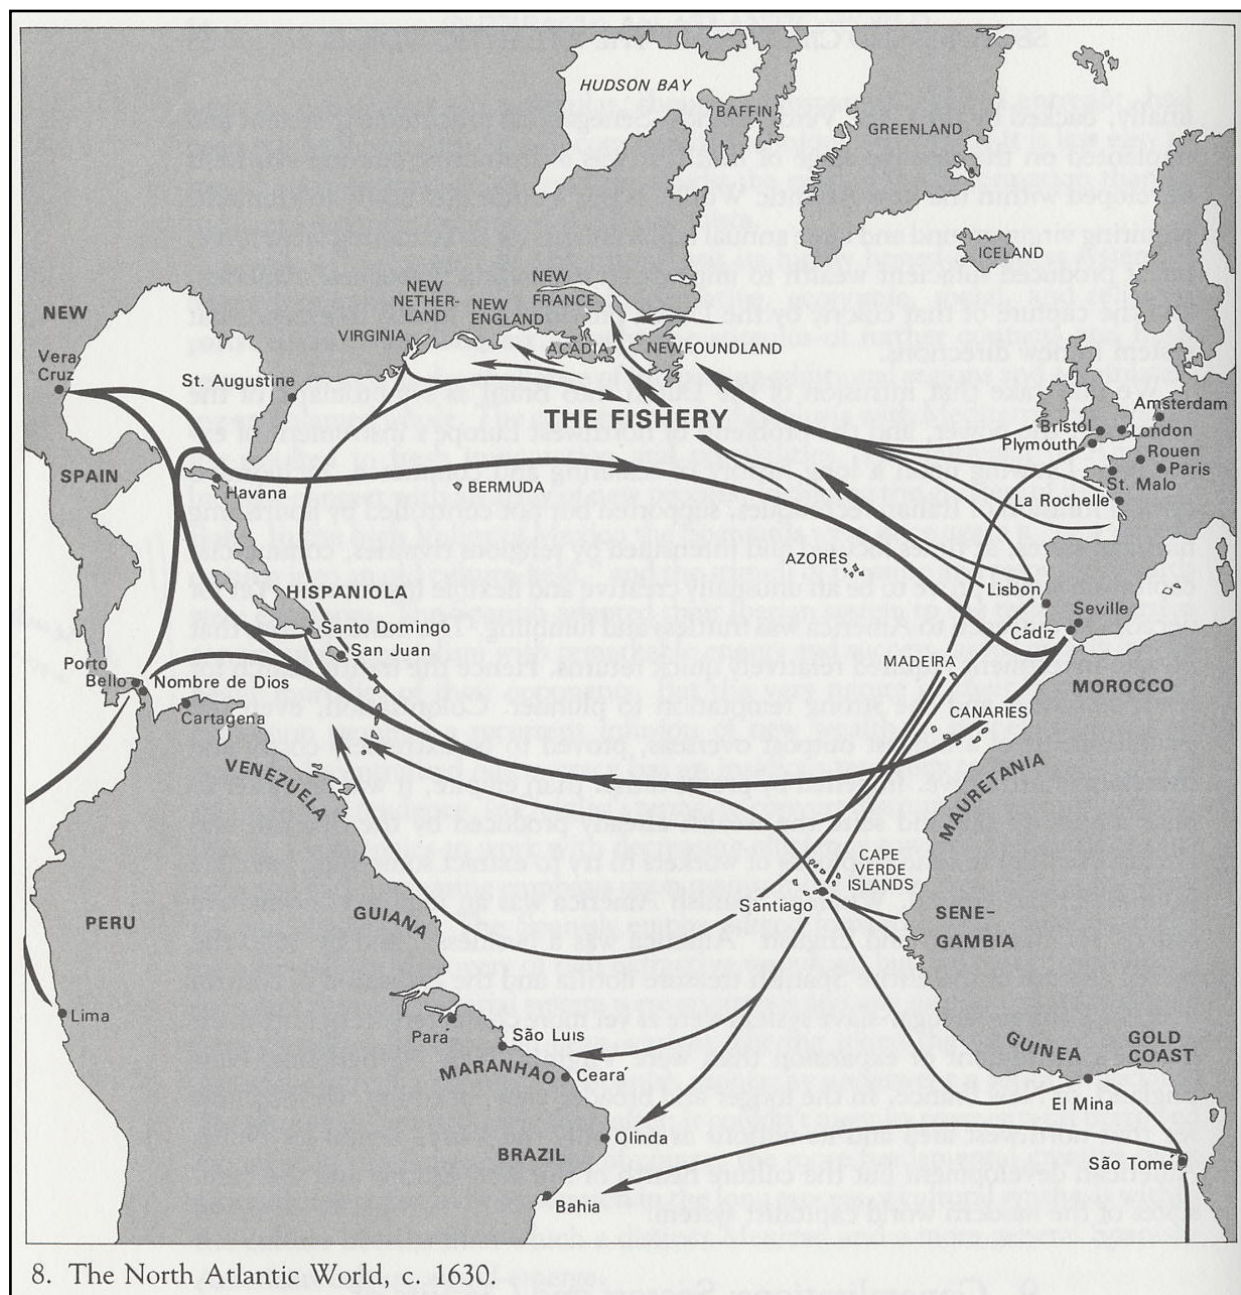 HUDSON BAY
BAFFIN
GREENLAND
ICELAND
NEW
FRANCE
NEW
NETHER-
LAND
NEW
ENGLAND
VIRGINIA
ACADIA
NEWFOUNDLAND
NEW
Vera
Cruz
St. Augustine
THE FISHERY
Amsterdam
Bristol
London
Plymouth
Rouen
Paris
St. Malo
La Rochelle
SPAIN
Havana
BERMUDA
AZORES
Lisbon
Seville
Cádiz
HISPANIOLA
Santo Domingo
San Juan
MADEIRA
MOROCCO
Porto
Bello
Nombre de Dios
Cartagena
CANARIES
VENEZUELA
MAURETANIA
CAPE
VERDE
ISLANDS
Santiago
SENE-
GAMBIA
PERU
GUIANA
Lima
Pará
São Luis
MARANHAO
Ceará
GUINEA
GOLD
COAST
El Mina
Olinda
BRAZIL
São Tomé
Bahia
8. The North Atlantic World, c. 1630.